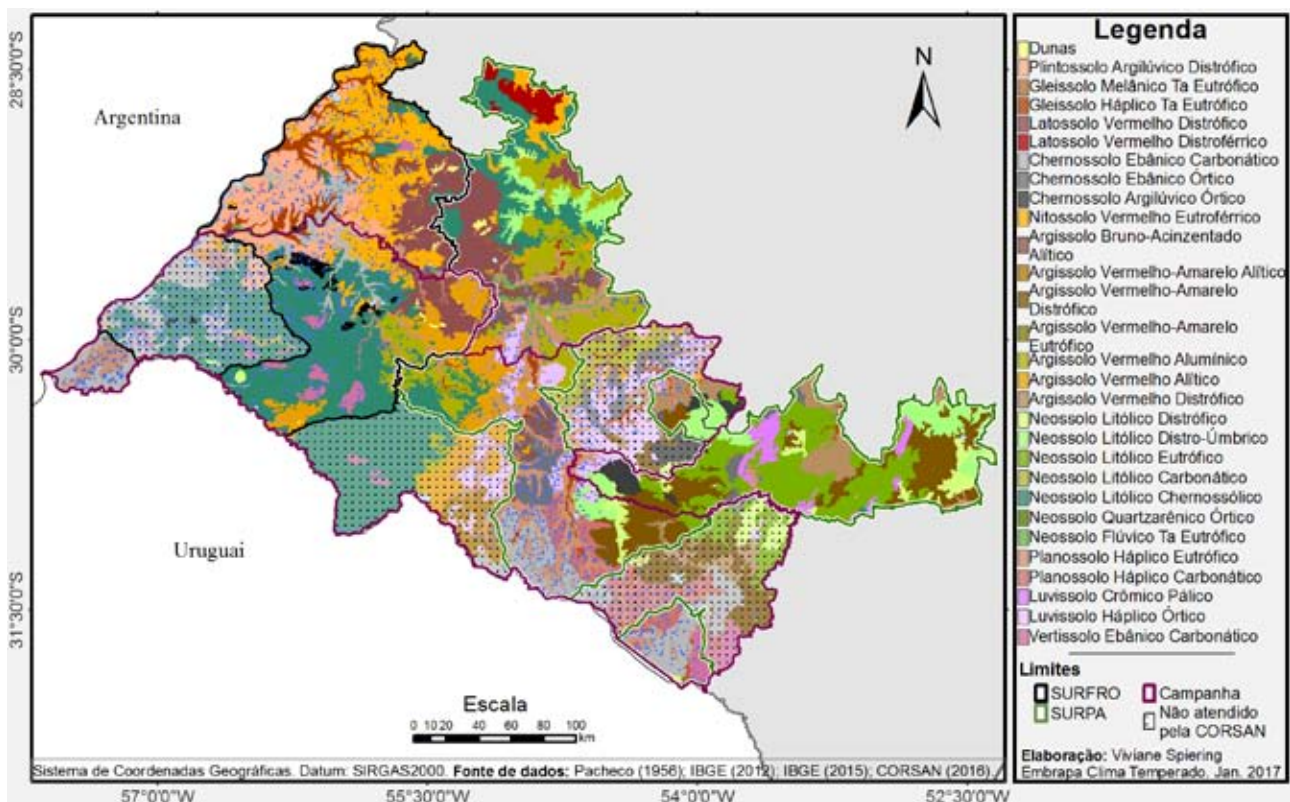 28°30'0"S
30°0'0"S
31°30'0"S
Argentina
Uruguai
N
Escala
0 10 20 40 60 80 100
km
Sistema de Coordenadas Geográficas. Datum: SIRGAS2000. Fonte de dados: Pacheco (1956); IBGE (2012); IBGE (2015); CORSAN (2016).
57°0'0"W
55°30'0"W
54°0'0"W
52°30'0"W
Legenda
Dunas
Plintossolo Argilúvico Distrófico
Gleissolo Melânico Ta Eutrófico
Gleissolo Háplico Ta Eutrófico
Latossolo Vermelho Distrófico
Latossolo Vermelho Distroférrico
Chernossolo Ebânico Carbonático
Chernossolo Ebânico Órtico
Chernossolo Argilúvico Órtico
Nitossolo Vermelho Eutroférrico
Argissolo Bruno-Acinzentado
Alítico
Argissolo Vermelho-Amarelo Alítico
Argissolo Vermelho-Amarelo
Distrófico
Argissolo Vermelho-Amarelo
Eutrófico
Argissolo Vermelho Alumínico
Argissolo Vermelho Alítico
Argissolo Vermelho Distrófico
Neossolo Litólico Distrófico
Neossolo Litólico Distro-Úmbrico
Neossolo Litólico Eutrófico
Neossolo Litólico Carbonático
Neossolo Litólico Chernossólico
Neossolo Quartzarênico Órtico
Neossolo Flúvico Ta Eutrófico
Planossolo Háplico Eutrófico
Planossolo Háplico Carbonático
Luvissolo Crômico Pálico
Luvissolo Háplico Órtico
Vertissolo Ebânico Carbonático
Limites
SURFRO
SURPA
Campanha
Não atendido
pela CORSAN
Elaboração: Viviane Spiering
Embrapa Clima Temperado. Jan. 2017